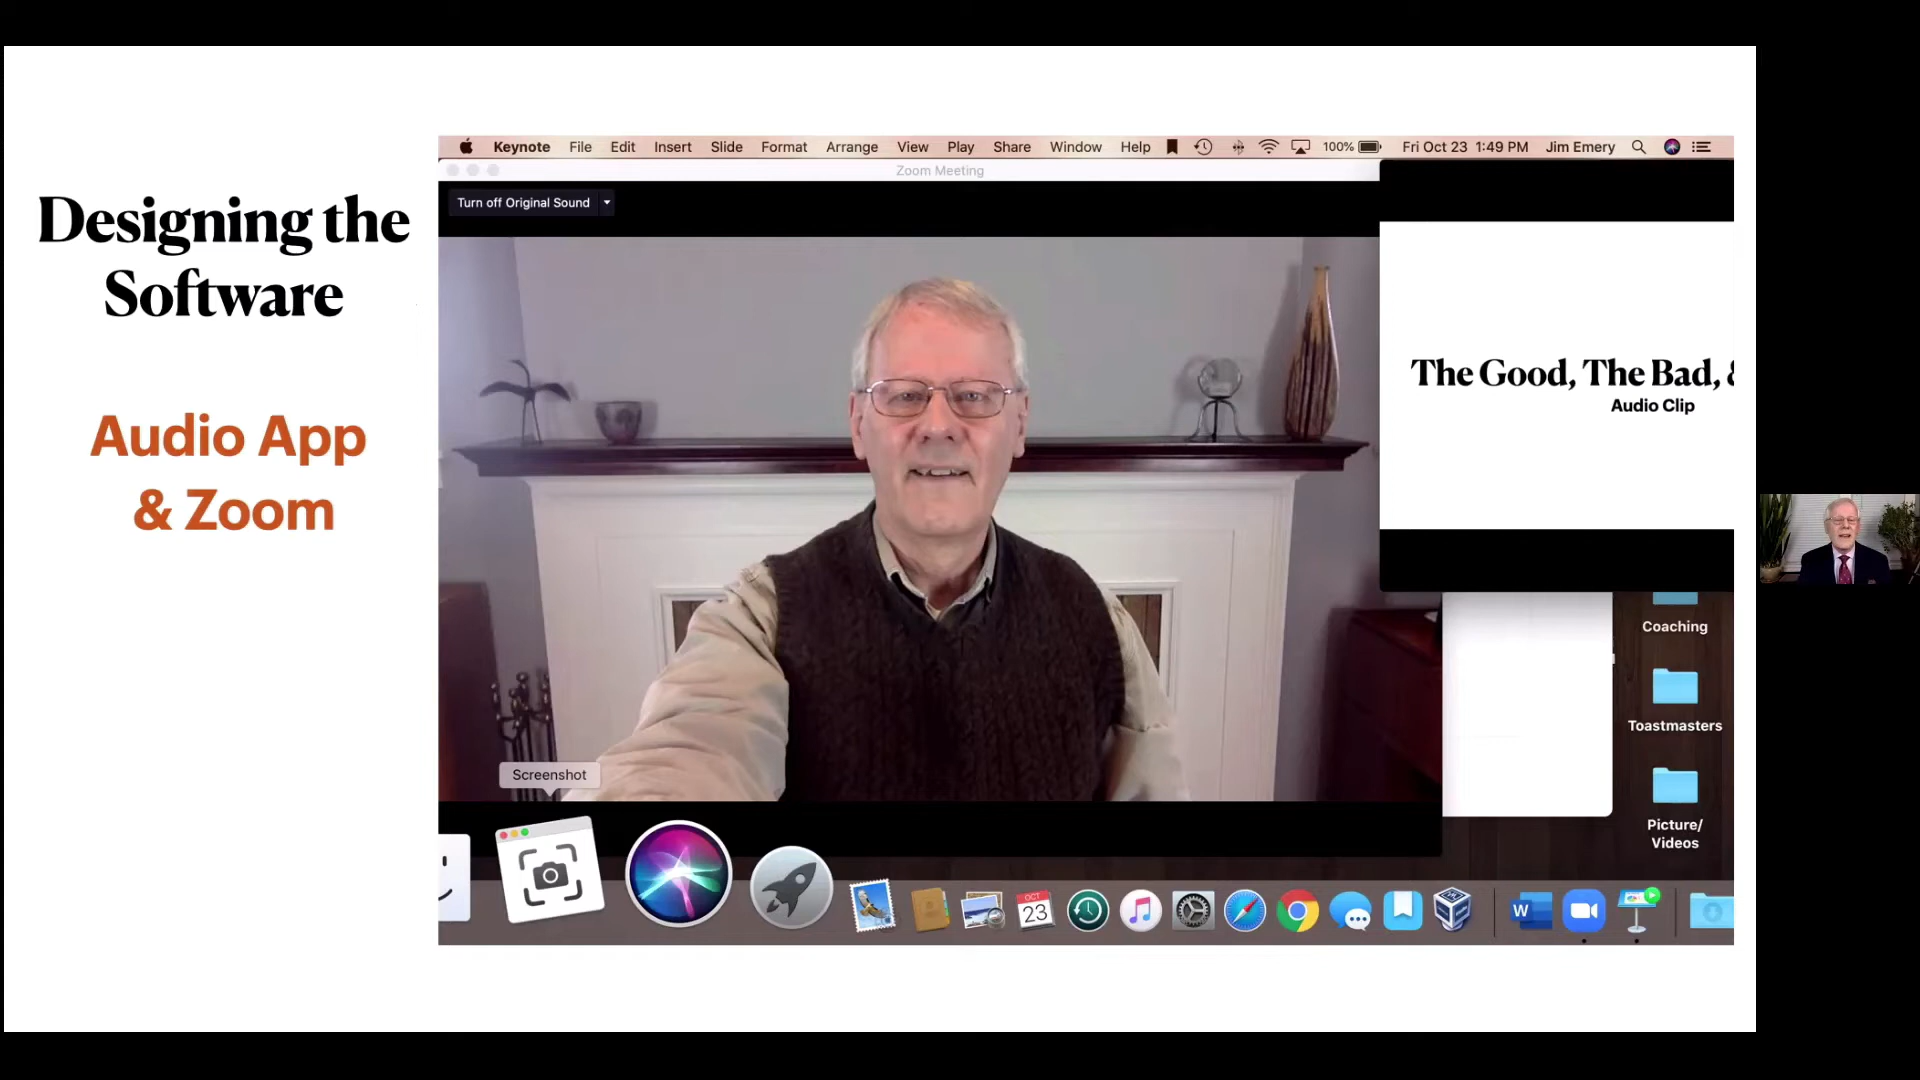 Designing the
Software
Audio App
& Zoom
Keynote File Edit Insert Slide Format Arrange View Play Share Window Help 100% Fri Oct 23 1:49 PM Jim Emery
Zoom Meeting
Turn off Original Sound
The Good, The Bad, &
Audio Clip
Coaching
Toastmasters
Picture/
Videos
Screenshot
OCT
23
W